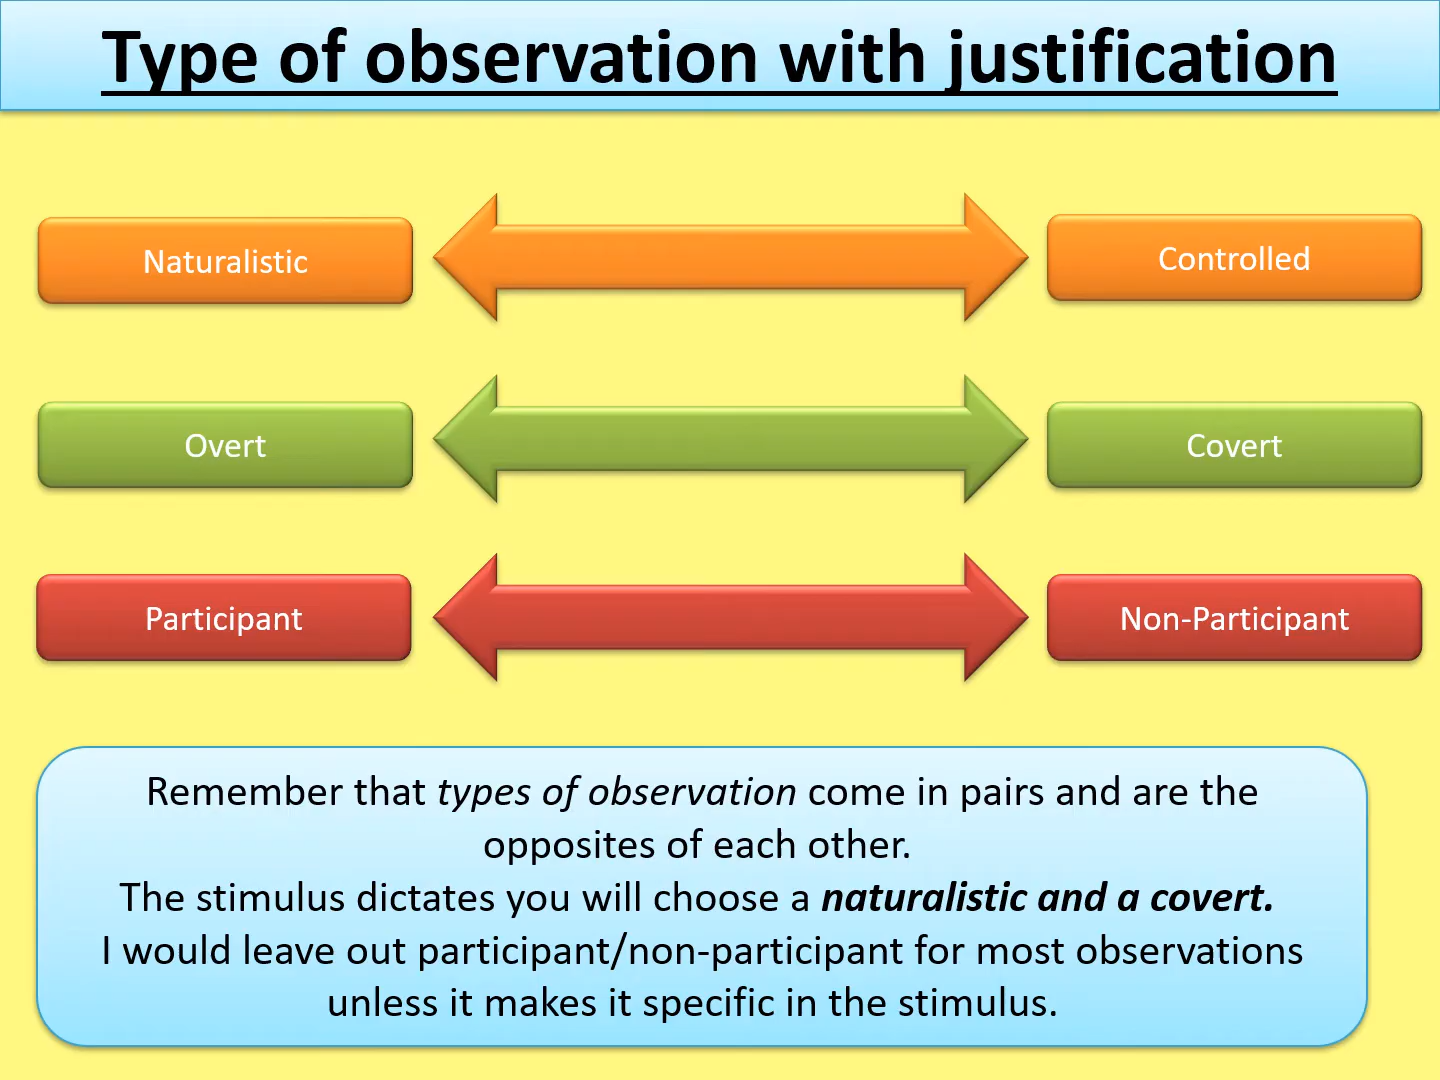 Type of observation with justification
Naturalistic
Controlled
Overt
Covert
Participant
Non-Participant
Remember that types of observation come in pairs and are the
opposites of each other.
The stimulus dictates you will choose a naturalistic and a covert.
I would leave out participant/non-participant for most observations
unless it makes it specific in the stimulus.